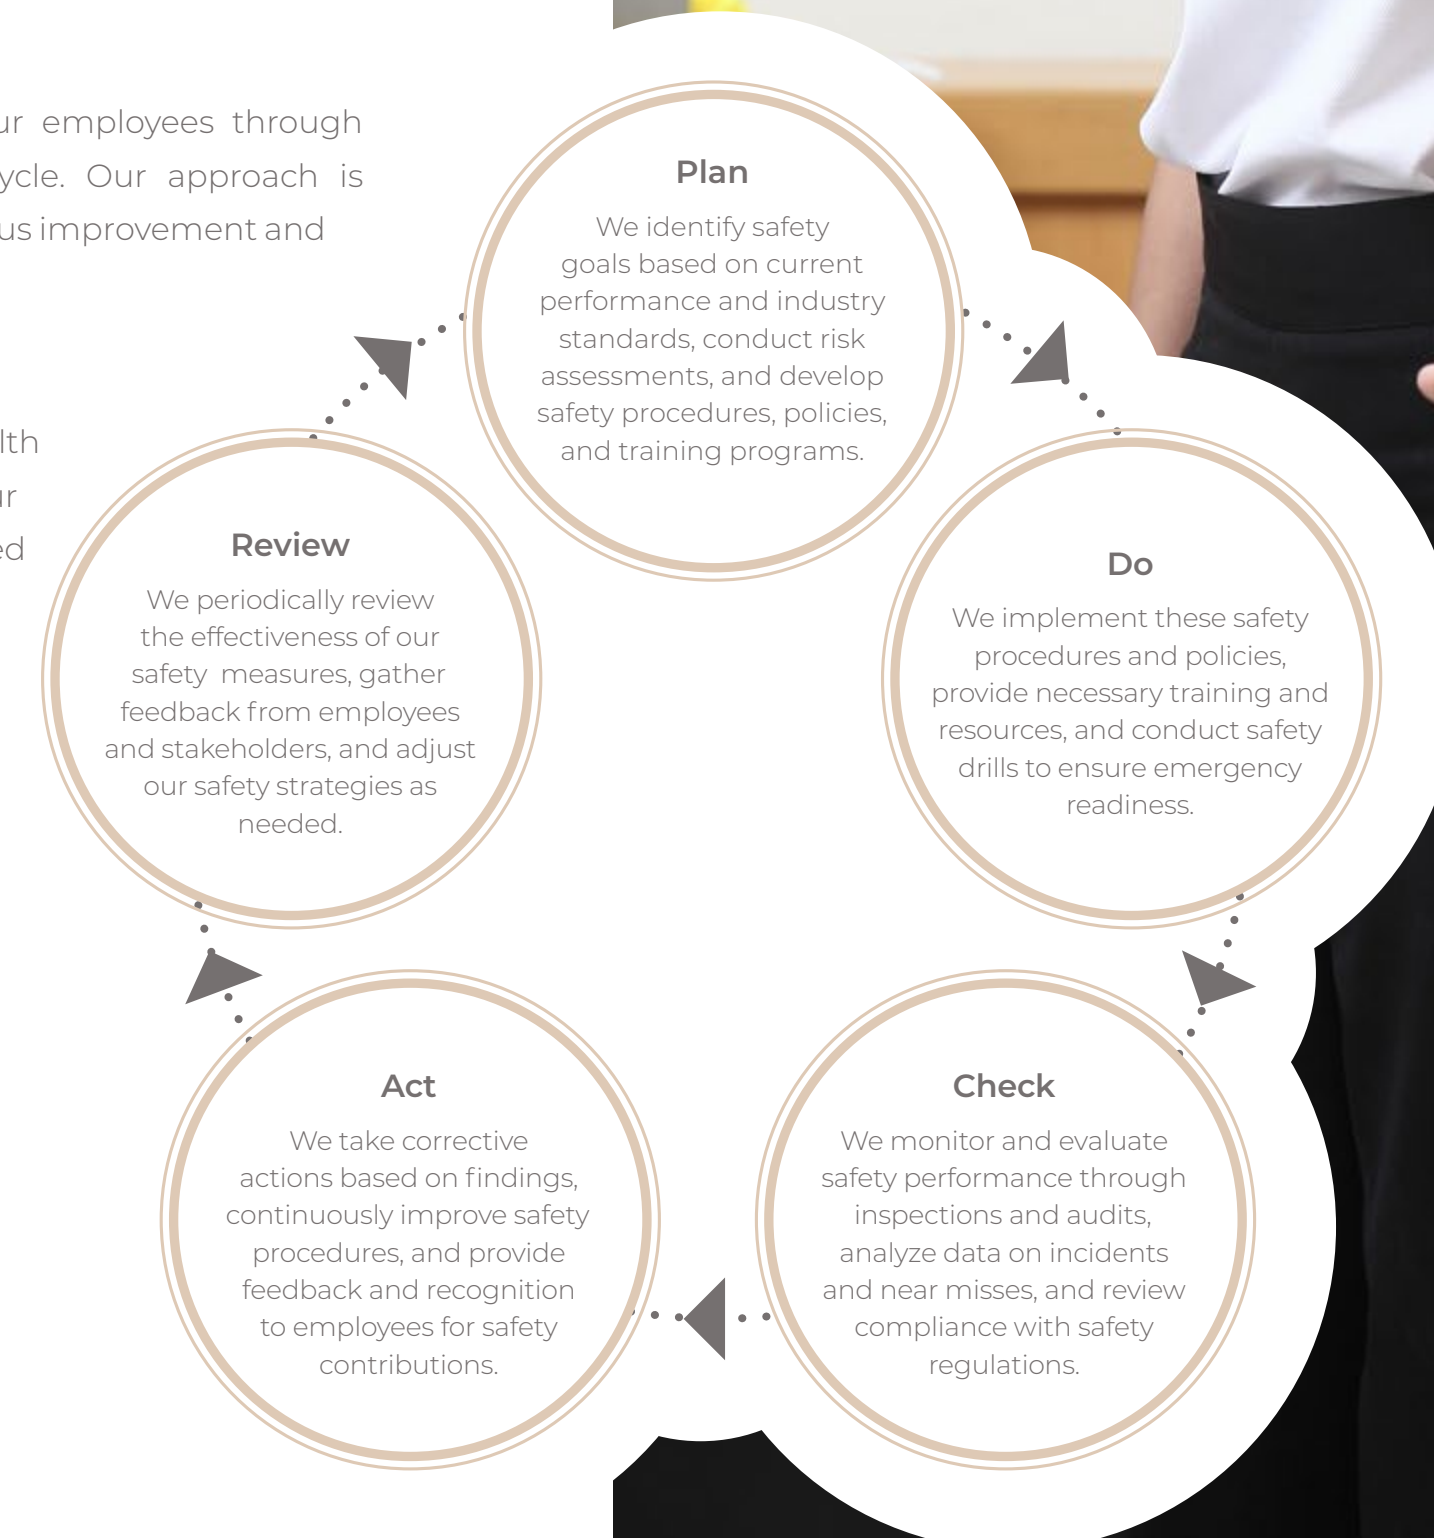 employees through
Our approach is
improvement and
Plan
We identify safety
goals based on current
performance and industry
standards, conduct risk
assessments, and develop
safety procedures, policies,
and training programs.
Do
We implement these safety
procedures and policies,
provide necessary training and
resources, and conduct safety
drills to ensure emergency
readiness.
Check
We monitor and evaluate
safety performance through
inspections and audits,
analyze data on incidents
and near misses, and review
compliance with safety
regulations.
Act
We take corrective
actions based on findings,
continuously improve safety
procedures, and provide
feedback and recognition
to employees for safety
contributions.
Review
We periodically review
the effectiveness of our
safety measures, gather
feedback from employees
and stakeholders, and adjust
our safety strategies as
needed.